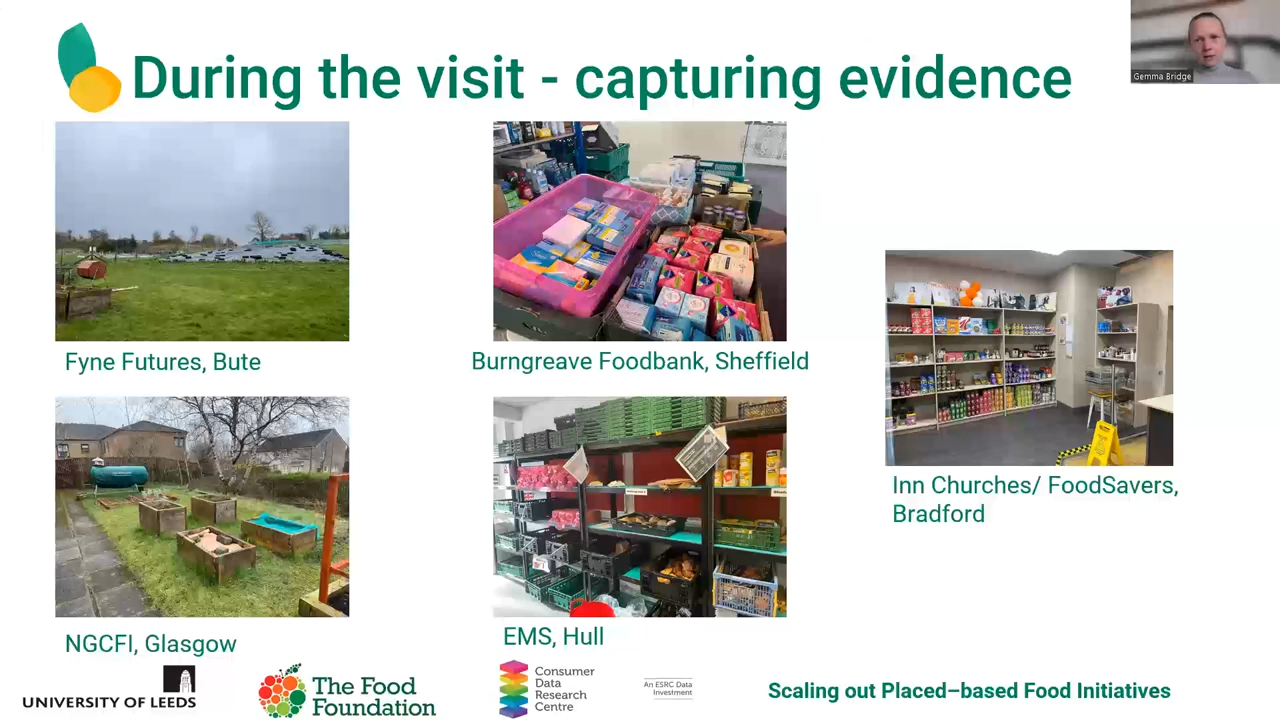 During the visit - capturing evidence
Gemma Bridge
Fyne Futures, Bute
Burngreave Foodbank, Sheffield
Inn Churches/ FoodSavers,
Bradford
NGCFI, Glasgow
EMS, Hull
UNIVERSITY OF LEEDS
The Food
Foundation
Consumer
Data
Research
Centre
An ESRC Data
Investment
Scaling out Placed–based Food Initiatives